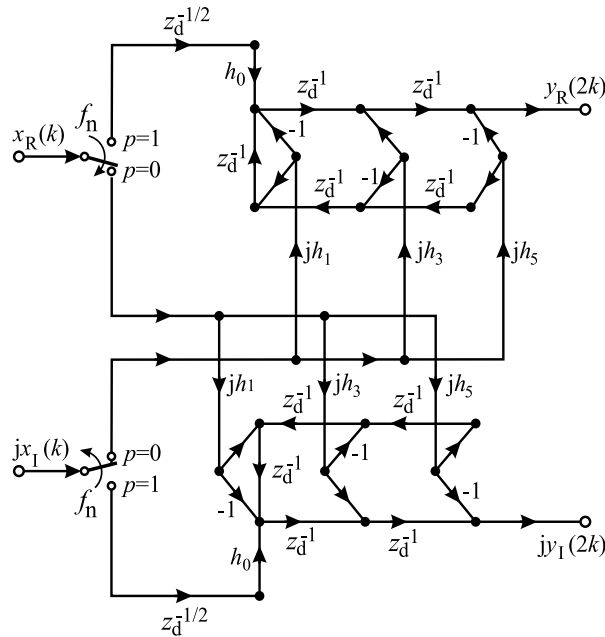 z_d^{-1/2}
h_0
z_d^{-1} z_d^{-1} y_R(2k)
x_R(k) f_n p=1 -1
p=0 z_d^{-1} -1 -1
z_d^{-1} z_d^{-1}
jh_1 jh_3 jh_5
jh_1 jh_3 jh_5
z_d^{-1} z_d^{-1}
jx_I(k) p=0 -1
f_n p=1 -1 z_d^{-1} -1
h_0 z_d^{-1} z_d^{-1} jy_I(2k)
z_d^{-1/2}